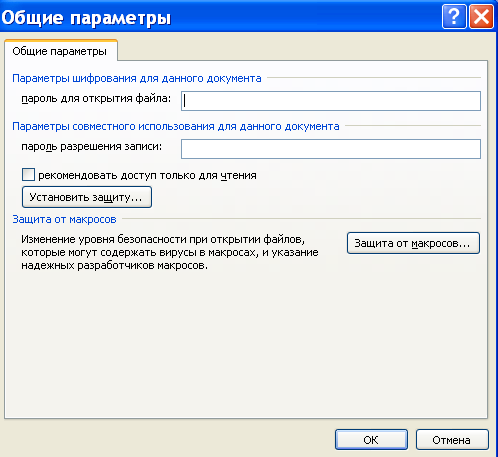 Общие параметры
Общие параметры
Параметры шифрования для данного документа
пароль для открытия файла:
Параметры совместного использования для данного документа
пароль разрешения записи:
рекомендовать доступ только для чтения
Установить защиту...
Защита от макросов
Изменение уровня безопасности при открытии файлов,
которые могут содержать вирусы в макросах, и указание
надежных разработчиков макросов.
Защита от макросов...
ОК
Отмена